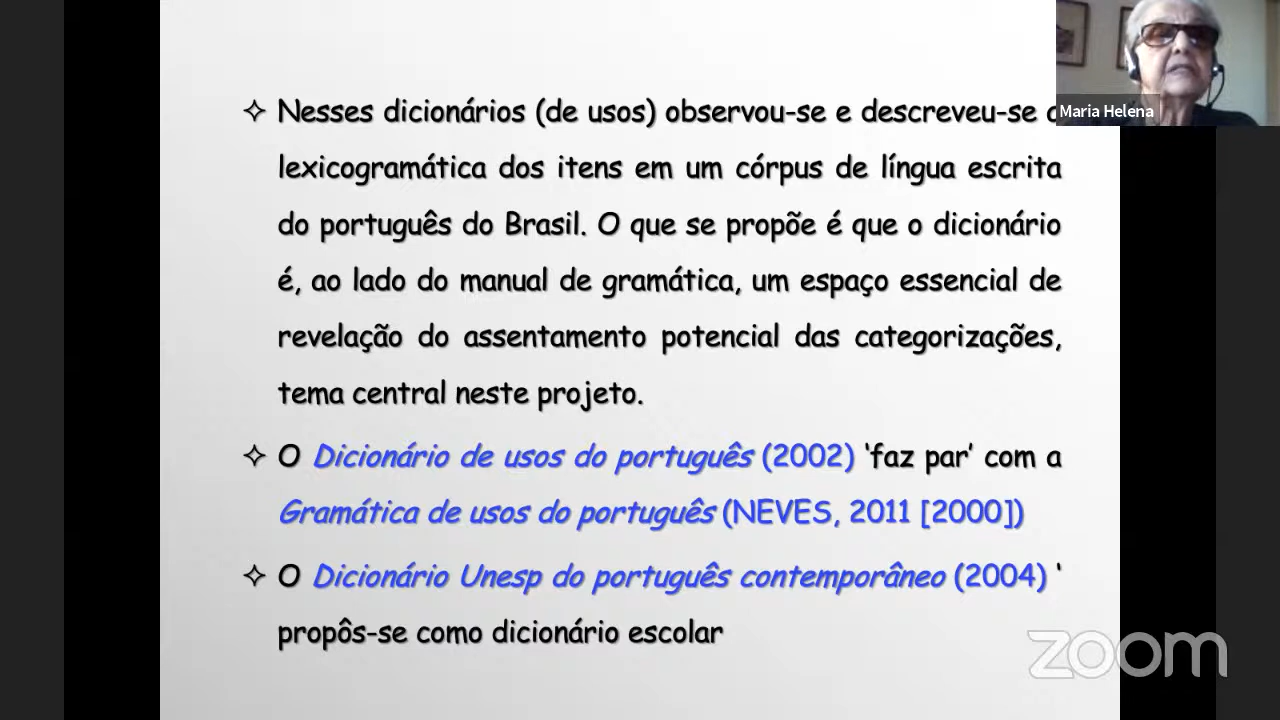 Nesses dicionários (de usos) observou-se e descreveu-se
lexicogramática dos itens em um córpus de língua escrita
do português do Brasil. O que se propõe é que o dicionário
é, ao lado do manual de gramática, um espaço essencial de
revelação do assentamento potencial das categorizações,
tema central neste projeto.
O Dicionário de usos do português (2002) ‘faz par’ com a
Gramática de usos do português (NEVES, 2011 [2000])
O Dicionário Unesp do português contemporâneo (2004) ‘
propôs-se como dicionário escolar
Maria Helena
zoom